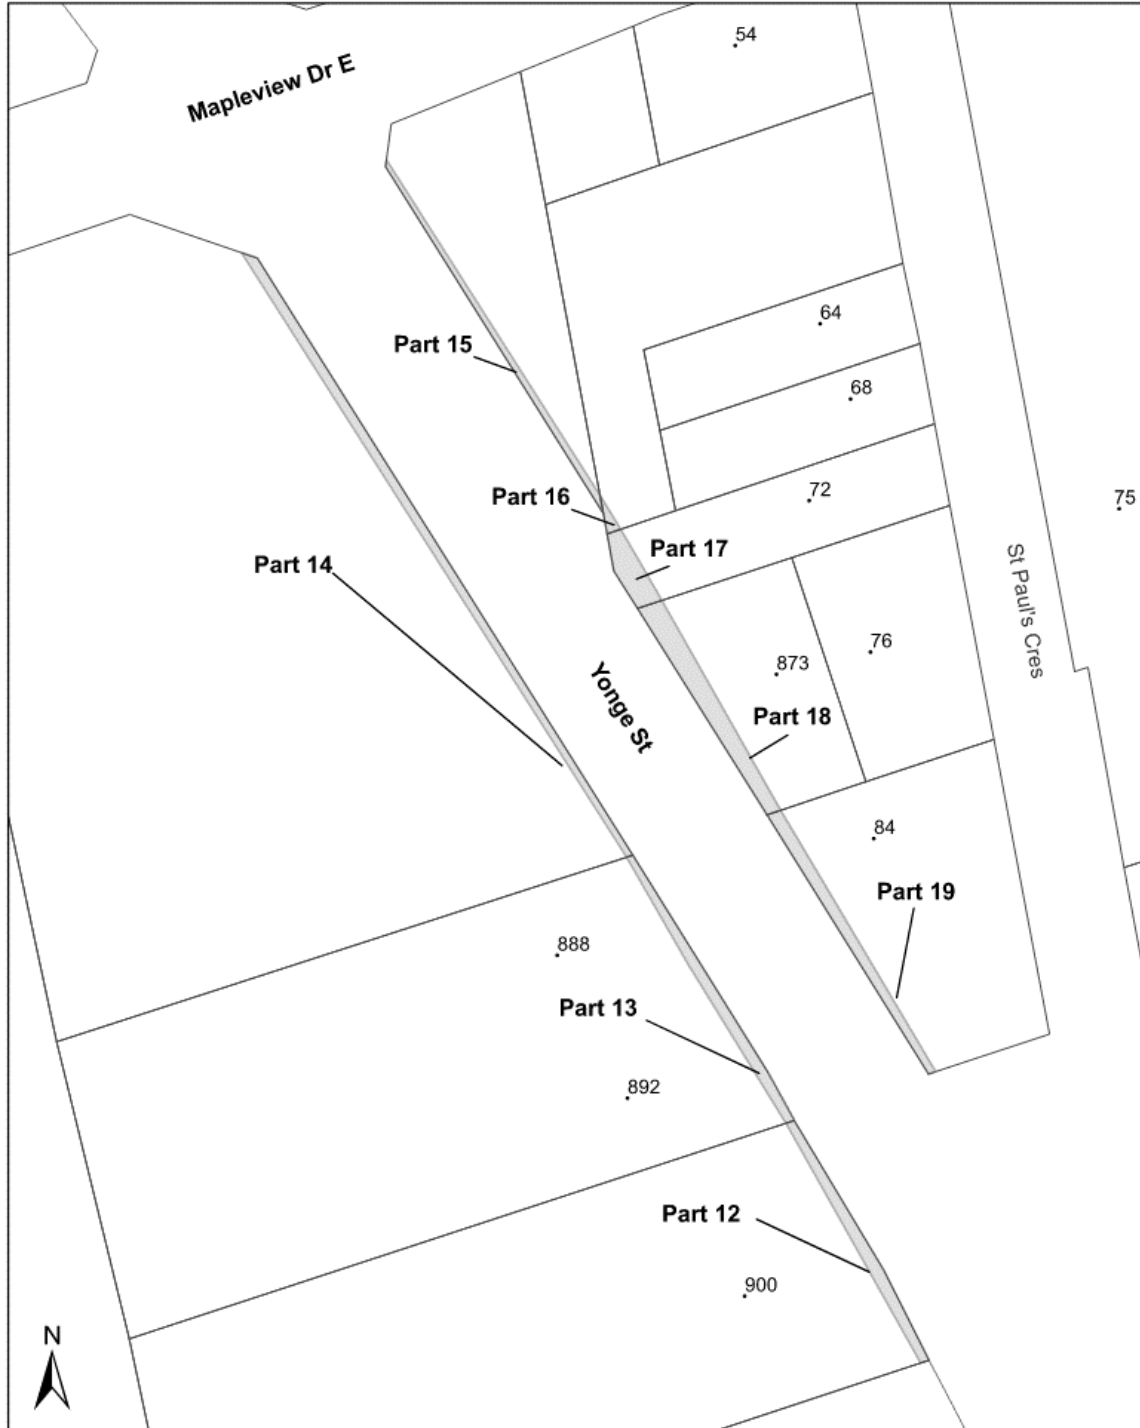 54
Mapleview Dr E
64
Part 15
68
72
Part 16
75
Part 17
Part 14
St Paul's Cres
76
873
Yonge St
Part 18
84
Part 19
888
Part 13
892
Part 12
900
N